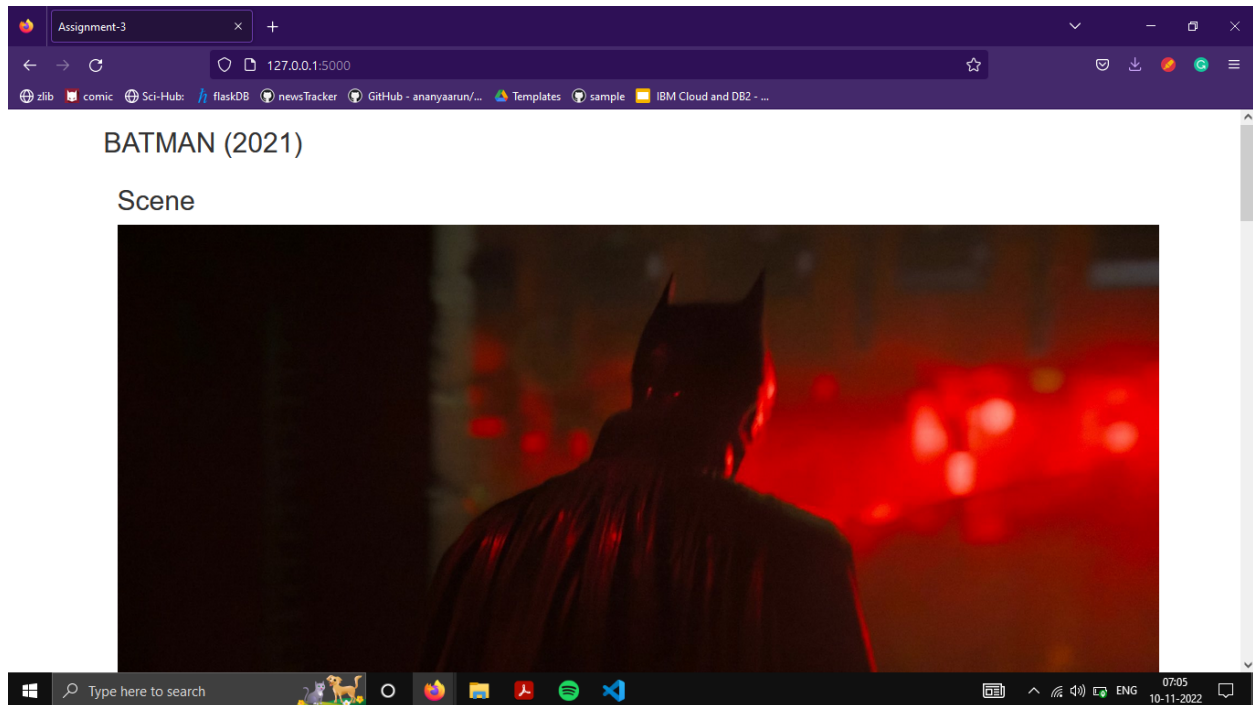 Assignment-3
127.0.0.1:5000
zlib comic Sci-Hub: flaskDB newsTracker GitHub - ananyaarun/... Templates sample IBM Cloud and DB2 - ...
BATMAN (2021)
Scene
Type here to search
ENG
07:05
10-11-2022